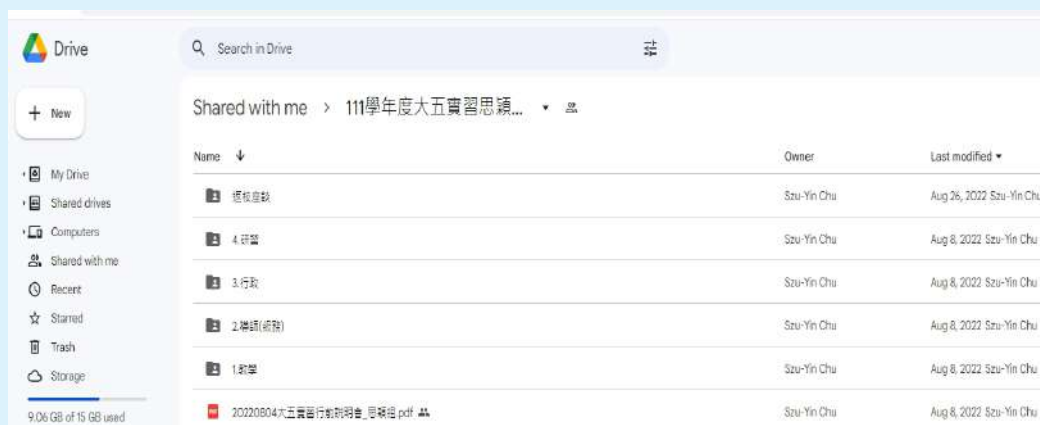 Drive
Search in Drive
New
Shared with me > 111學年度大五實習思穎...
Name
Owner
Last modified
My Drive
返校座談
Szu-Yin Chu
Aug 26, 2022 Szu-Yin Chu
Shared drives
Computers
4.研習
Szu-Yin Chu
Aug 8, 2022 Szu-Yin Chu
Shared with me
Recent
3.行政
Szu-Yin Chu
Aug 8, 2022 Szu-Yin Chu
Starred
2.導師(級務)
Szu-Yin Chu
Aug 8, 2022 Szu-Yin Chu
Trash
Storage
1.教學
Szu-Yin Chu
Aug 8, 2022 Szu-Yin Chu
9.06 GB of 15 GB used
20220804大五實習行前說明會_思穎組.pdf
Szu-Yin Chu
Aug 8, 2022 Szu-Yin Chu